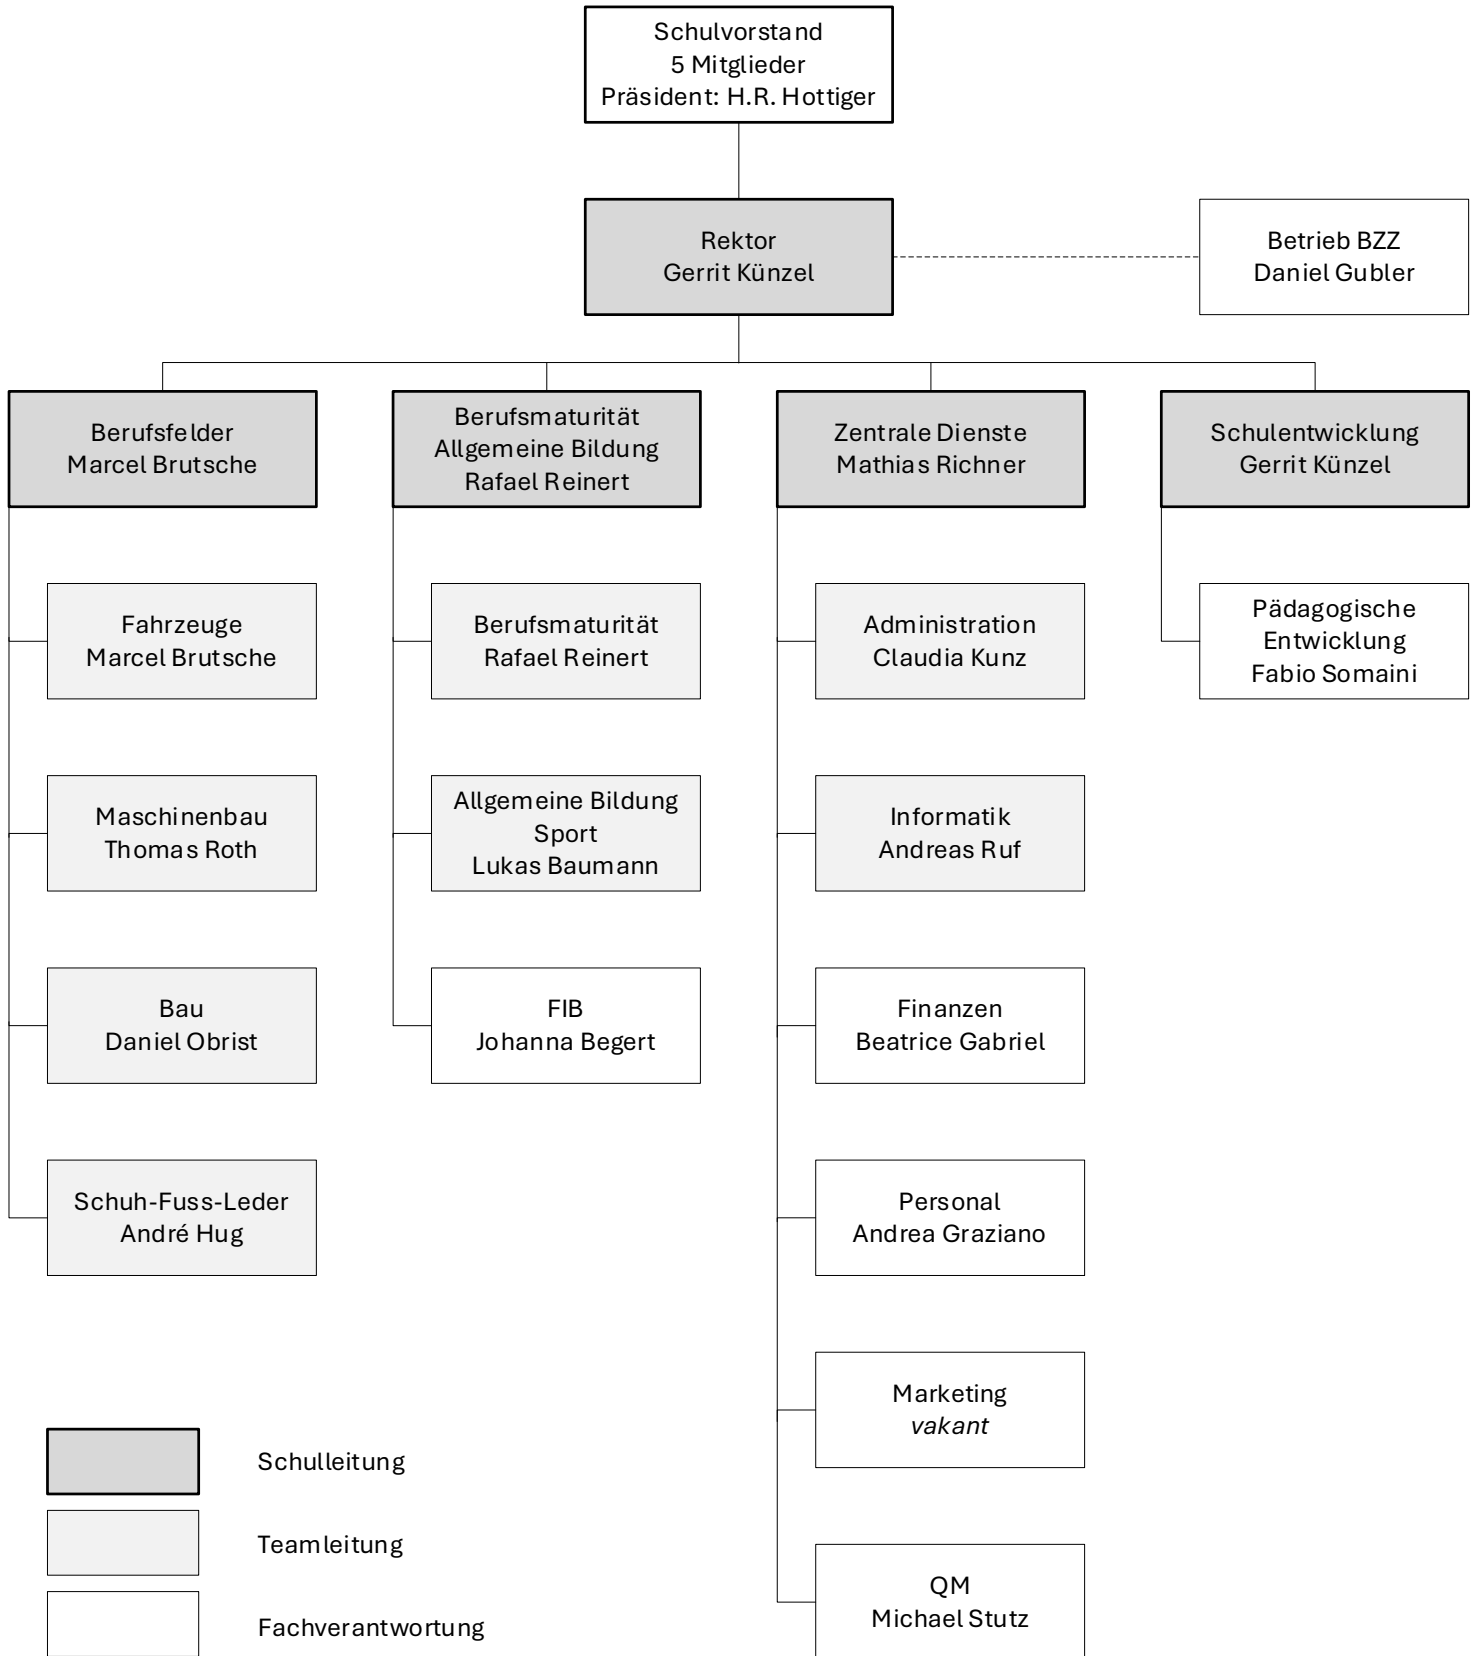 Schulvorstand
5 Mitglieder
Präsident: H.R. Hottiger
Rektor
Gerrit Künzel
Betrieb BZZ
Daniel Gubler
Berufsfelder
Marcel Brutsche
Berufsmaturität
Allgemeine Bildung
Rafael Reinert
Zentrale Dienste
Mathias Richner
Schulentwicklung
Gerrit Künzel
Fahrzeuge
Marcel Brutsche
Berufsmaturität
Rafael Reinert
Administration
Claudia Kunz
Pädagogische
Entwicklung
Fabio Somaini
Maschinenbau
Thomas Roth
Allgemeine Bildung
Sport
Lukas Baumann
Informatik
Andreas Ruf
Bau
Daniel Obrist
FIB
Johanna Begert
Finanzen
Beatrice Gabriel
Schuh-Fuss-Leder
André Hug
Personal
Andrea Graziano
Marketing
vakant
QM
Michael Stutz
Schulleitung
Teamleitung
Fachverantwortung